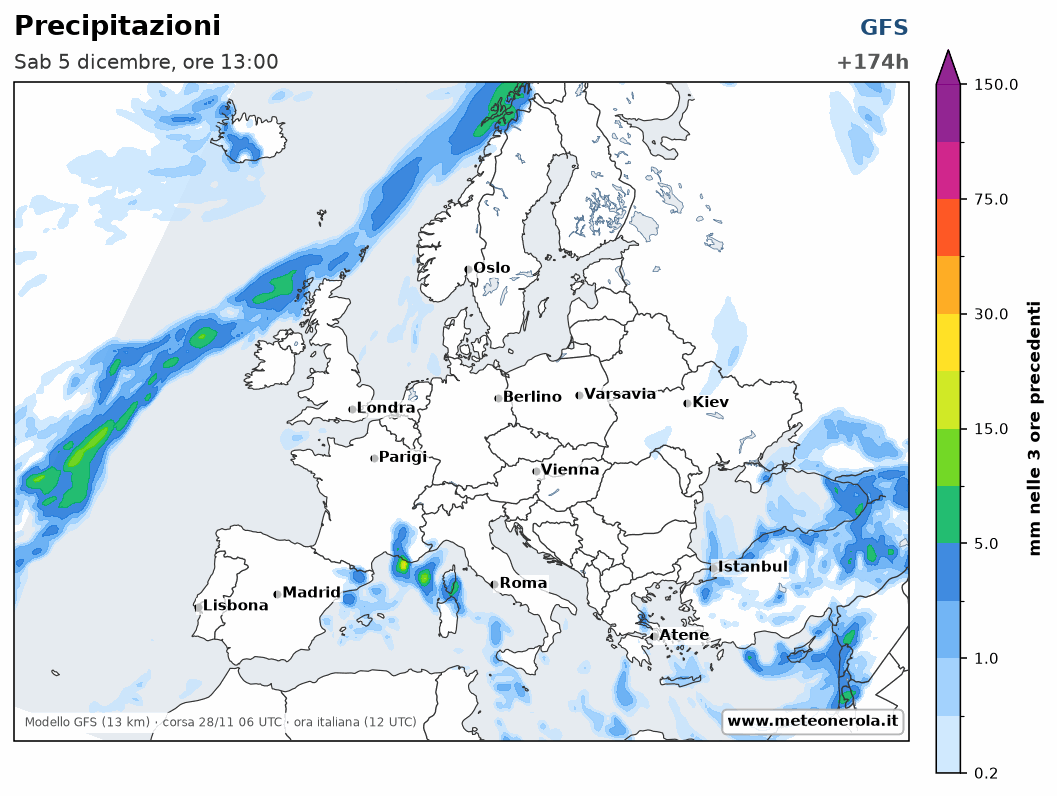 Precipitazioni
GFS
Sab 5 dicembre, ore 13:00
+174h
150.0
75.0
30.0
15.0
5.0
1.0
0.2
mm nelle 3 ore precedenti
Oslo
Berlino
Varsavia
Kiev
Londra
Parigi
Vienna
Istanbul
Roma
Madrid
Lisbona
Atene
Modello GFS (13 km) · corsa 28/11 06 UTC · ora italiana (12 UTC)
www.meteonerola.it